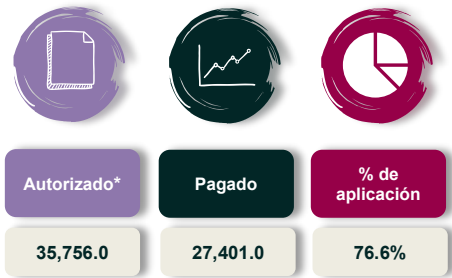 Autorizado*
Pagado
% de
aplicación
35,756.0
27,401.0
76.6%